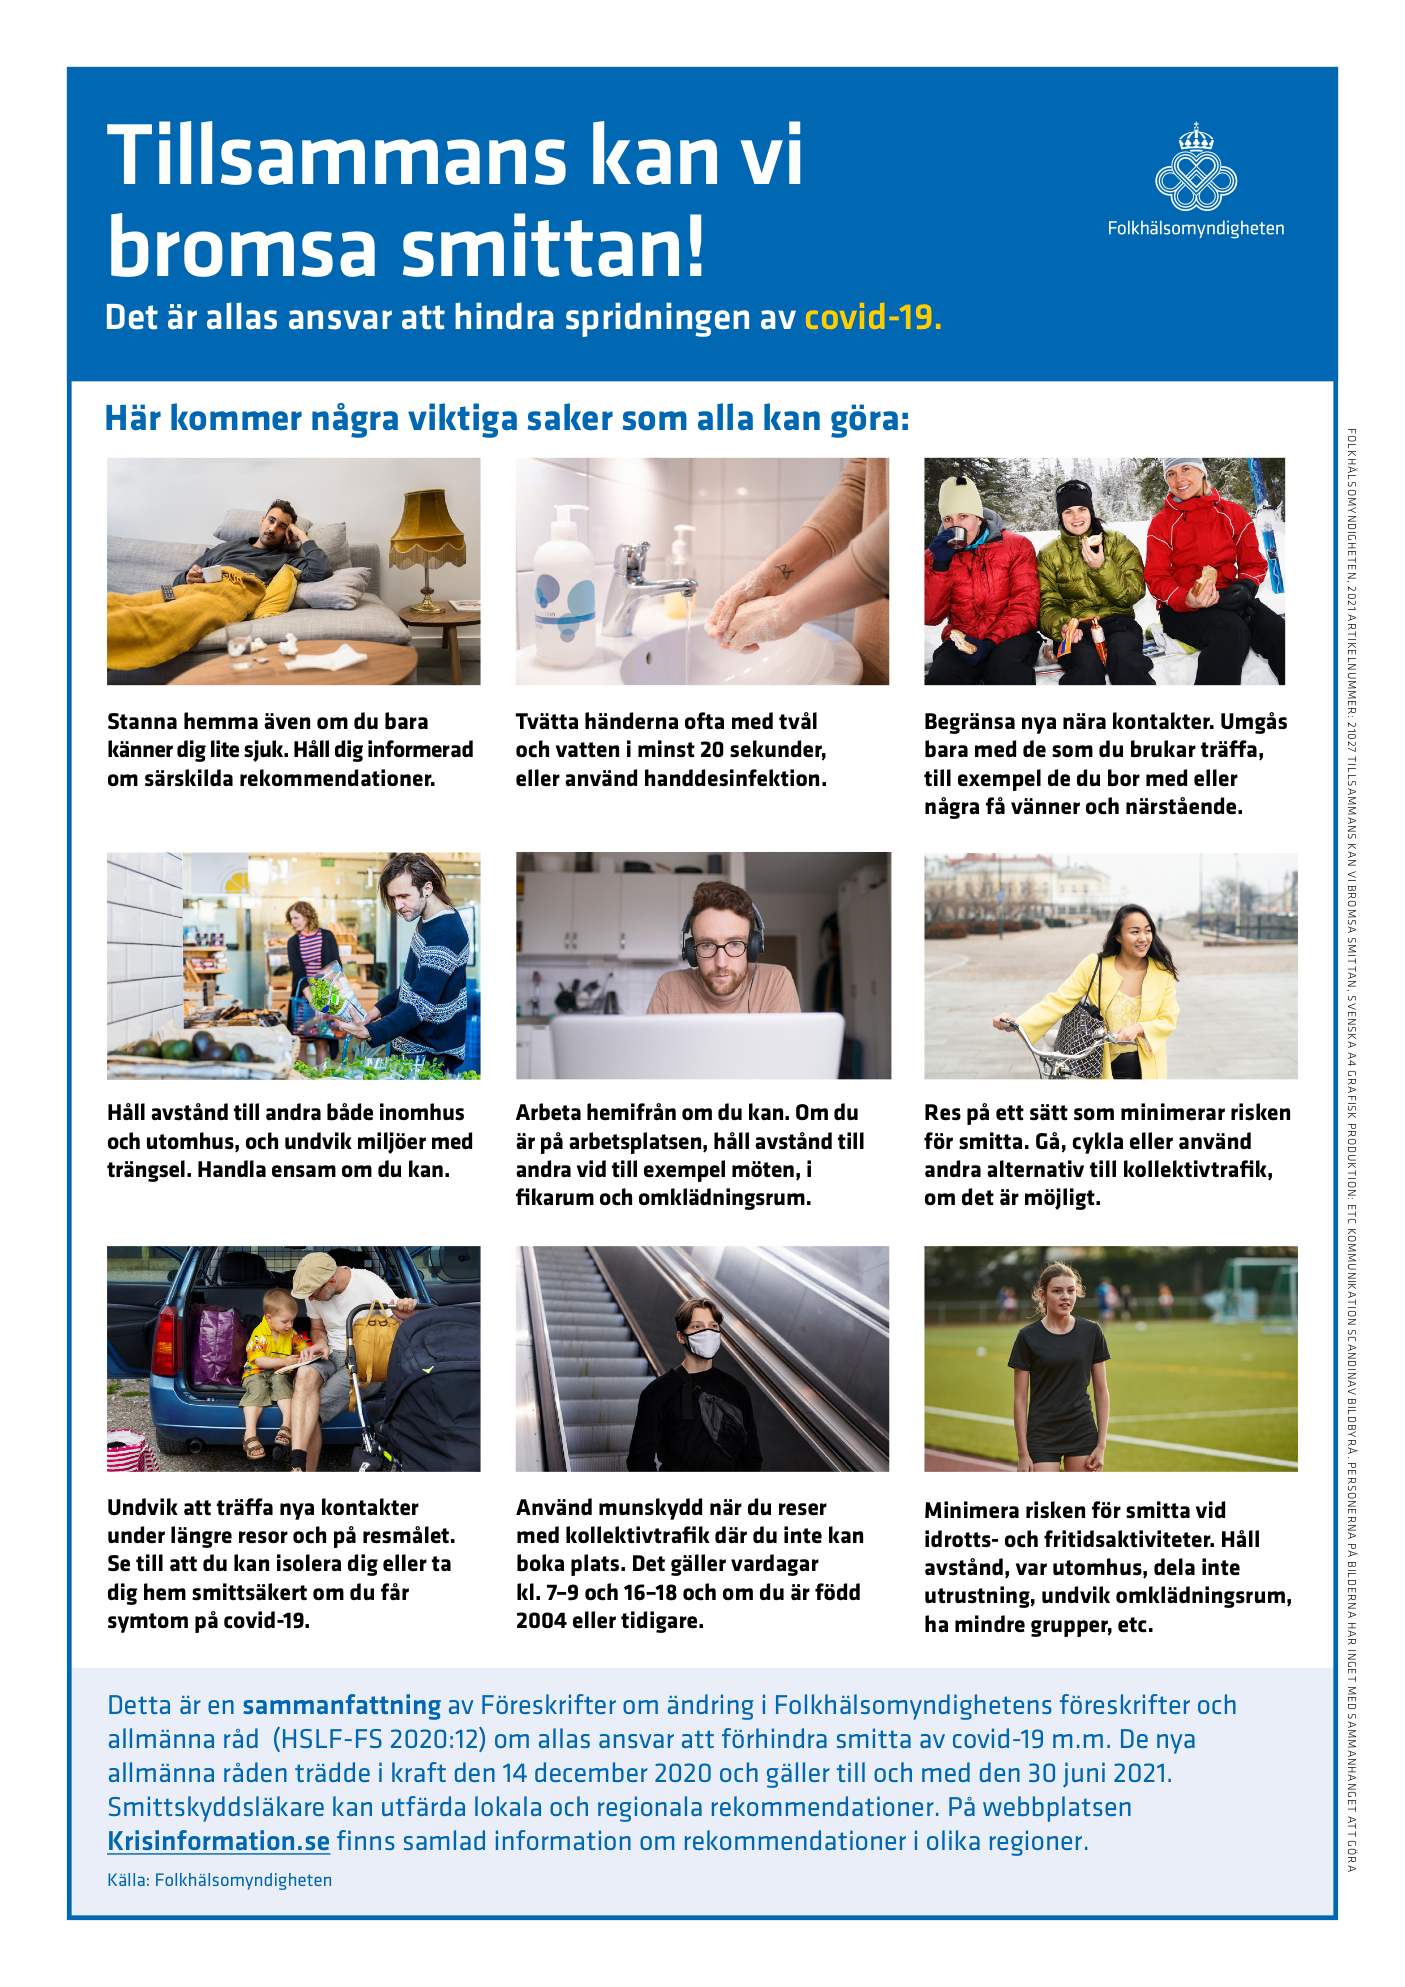 Tillsammans kan vi
bromsa smittan!
Det är allas ansvar att hindra spridningen av covid-19.
Folkhälsomyndigheten
Här kommer några viktiga saker som alla kan göra:
Stanna hemma även om du bara
känner dig lite sjuk. Håll dig informerad
om särskilda rekommendationer.
Tvätta händerna ofta med tvål
och vatten i minst 20 sekunder,
eller använd handdesinfektion.
Begränsa nya nära kontakter. Umgås
bara med de som du brukar träffa,
till exempel de du bor med eller
några få vänner och närstående.
Håll avstånd till andra både inomhus
och utomhus, och undvik miljöer med
trängsel. Handla ensam om du kan.
Arbeta hemifrån om du kan. Om du
är på arbetsplatsen, håll avstånd till
andra vid till exempel möten, i
fikarum och omklädningsrum.
Res på ett sätt som minimerar risken
för smitta. Gå, cykla eller använd
andra alternativ till kollektivtrafik,
om det är möjligt.
Undvik att träffa nya kontakter
under längre resor och på resmålet.
Se till att du kan isolera dig eller ta
dig hem smittsäkert om du får
symtom på covid-19.
Använd munskydd när du reser
med kollektivtrafik där du inte kan
boka plats. Det gäller vardagar
kl. 7–9 och 16–18 och om du är född
2004 eller tidigare.
Minimera risken för smitta vid
idrotts- och fritidsaktiviteter. Håll
avstånd, var utomhus, dela inte
utrustning, undvik omklädningsrum,
ha mindre grupper, etc.
Detta är en sammanfattning av Föreskrifter om ändring i Folkhälsomyndighetens föreskrifter och
allmänna råd (HSLF-FS 2020:12) om allas ansvar att förhindra smitta av covid-19 m.m. De nya
allmänna råden trädde i kraft den 14 december 2020 och gäller till och med den 30 juni 2021.
Smittskyddsläkare kan utfärda lokala och regionala rekommendationer. På webbplatsen
Krisinformation.se finns samlad information om rekommendationer i olika regioner.
Källa: Folkhälsomyndigheten
FOLKHÄLSOMYNDIGHETEN, 2021 ARTIKELNUMMER: 21027 TILLSAMMANS KAN VI BROMSA SMITTAN, SVENSKA A4 GRAFISK PRODUKTION: ETC KOMMUNIKATION SCANDINAV BILDBYRÅ. PERSONERNA PÅ BILDERNA HAR INGET MED SAMMANHANGET ATT GÖRA